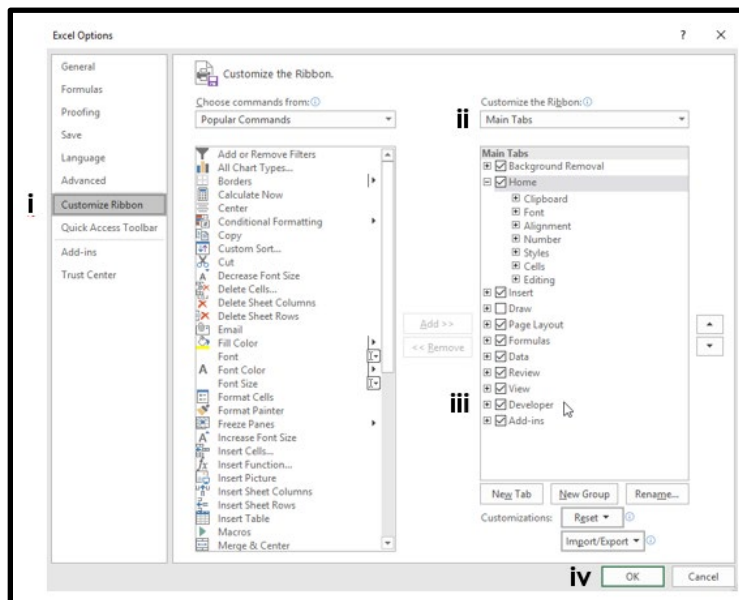 Excel Options
?
General
Formulas
Proofing
Save
Language
Advanced
i
Customize Ribbon
Quick Access Toolbar
Add-ins
Trust Center
Customize the Ribbon.
Choose commands from:
Popular Commands
Add or Remove Filters
All Chart Types...
Borders
Calculate Now
Center
Conditional Formatting
Copy
Custom Sort...
Cut
Decrease Font Size
Delete Cells...
Delete Sheet Columns
Delete Sheet Rows
Email
Fill Color
Font
Font Color
Font Size
Format Cells
Format Painter
Freeze Panes
Increase Font Size
Insert Cells...
Insert Function...
Insert Picture
Insert Sheet Columns
Insert Sheet Rows
Insert Table
Macros
Merge & Center
Add >>
<< Remove
Customize the Ribbon:
ii
Main Tabs
Main Tabs
Background Removal
Home
Clipboard
Font
Alignment
Number
Styles
Cells
Editing
Insert
Draw
Page Layout
Formulas
Data
Review
View
iii
Developer
Add-ins
New Tab New Group Rename...
Customizations: Reset
Import/Export
iv
OK Cancel